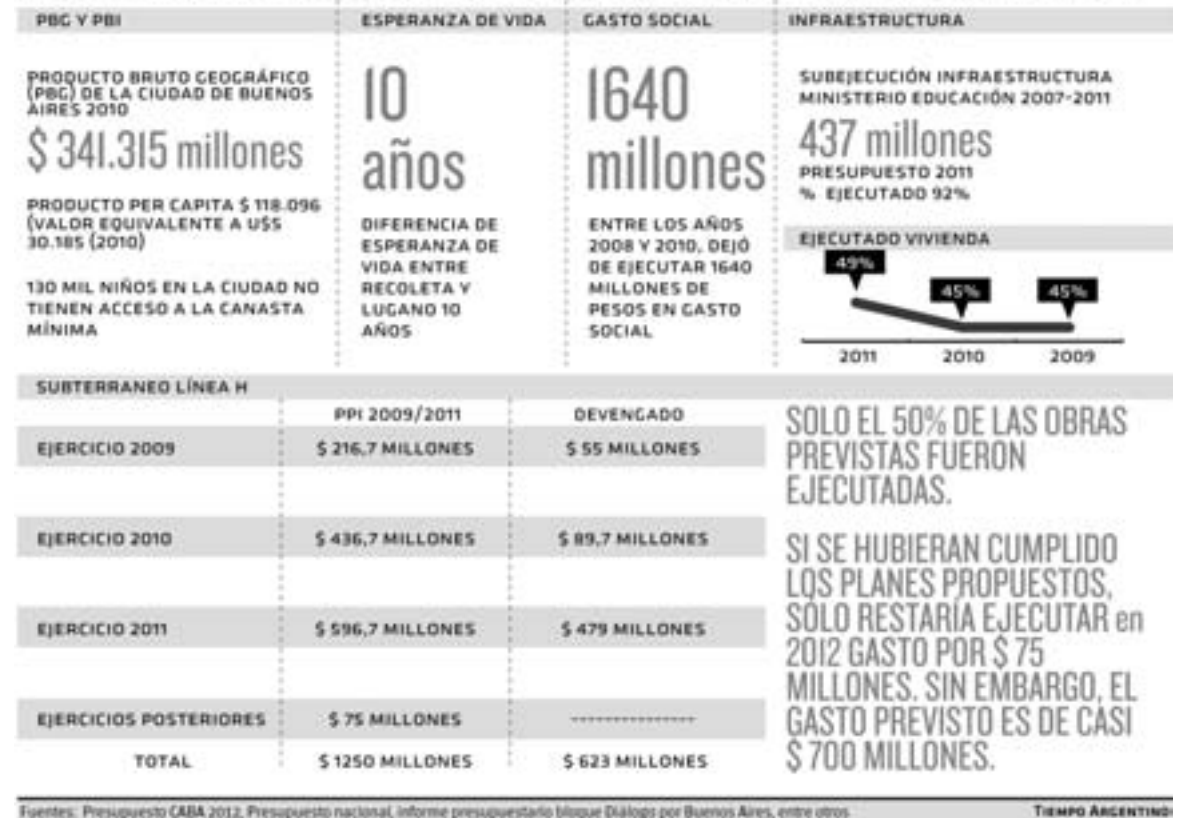 PBG Y PBI
PRODUCTO BRUTO GEOGRÁFICO
(PBG) DE LA CIUDAD DE BUENOS
AIRES 2010
$ 341.315 millones
PRODUCTO PER CAPITA $ 118.096
(VALOR EQUIVALENTE A U$S
30.185 (2010)
130 MIL NIÑOS EN LA CIUDAD NO
TIENEN ACCESO A LA CANASTA
MÍNIMA
ESPERANZA DE VIDA
10
años
DIFERENCIA DE
ESPERANZA DE
VIDA ENTRE
RECOLETA Y
LUGANO 10
AÑOS
GASTO SOCIAL
1640
millones
ENTRE LOS AÑOS
2008 Y 2010, DEJÓ
DE EJECUTAR 1640
MILLONES DE
PESOS EN GASTO
SOCIAL
INFRAESTRUCTURA
SUBEJECUCIÓN INFRAESTRUCTURA
MINISTERIO EDUCACIÓN 2007-2011
437 millones
PRESUPUESTO 2011
% EJECUTADO 92%
EJECUTADO VIVIENDA
49% 45% 45%
2011 2010 2009
SUBTERRANEO LÍNEA H
PPI 2009/2011 DEVENGADO
EJERCICIO 2009 $ 216,7 MILLONES $ 55 MILLONES
EJERCICIO 2010 $ 436,7 MILLONES $ 89,7 MILLONES
EJERCICIO 2011 $ 596,7 MILLONES $ 479 MILLONES
EJERCICIOS POSTERIORES $ 75 MILLONES ---------------
TOTAL $ 1250 MILLONES $ 623 MILLONES
SOLO EL 50% DE LAS OBRAS
PREVISTAS FUERON
EJECUTADAS.
SI SE HUBIERAN CUMPLIDO
LOS PLANES PROPUESTOS,
SÓLO RESTARÍA EJECUTAR en
2012 GASTO POR $ 75
MILLONES. SIN EMBARGO, EL
GASTO PREVISTO ES DE CASI
$ 700 MILLONES.
Fuentes: Presupuesto CABA 2012, Presupuesto nacional, informe presupuestario bloque Diálogo por Buenos Aires, entre otros
TIEMPO ARGENTINO